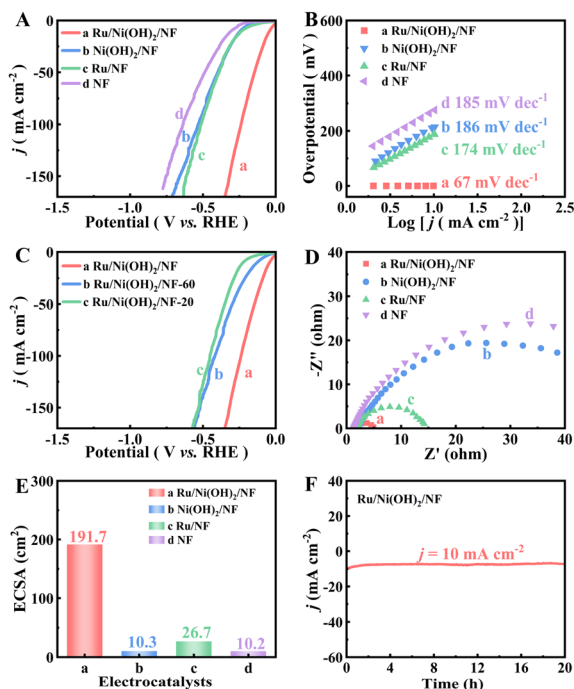 A
a Ru/Ni(OH)₂/NF
b Ni(OH)₂/NF
c Ru/NF
d NF
d
b
c
a
0
-50
-100
-150
-1.5
-1.0
-0.5
0.0
j (mA cm⁻²)
Potential ( V vs. RHE )
B
a Ru/Ni(OH)₂/NF
b Ni(OH)₂/NF
c Ru/NF
d NF
d 185 mV dec⁻¹
b 186 mV dec⁻¹
c 174 mV dec⁻¹
a 67 mV dec⁻¹
600
400
200
0
0.0
0.5
1.0
1.5
2.0
2.5
Overpotential ( mV )
Log [ j ( mA cm⁻²)]
C
a Ru/Ni(OH)₂/NF
b Ru/Ni(OH)₂/NF-60
c Ru/Ni(OH)₂/NF-20
c
b
a
0
-50
-100
-150
-1.5
-1.0
-0.5
0.0
j (mA cm⁻²)
Potential ( V vs. RHE )
D
a Ru/Ni(OH)₂/NF
b Ni(OH)₂/NF
c Ru/NF
d NF
d
b
c
a
40
30
20
10
0
0
10
20
30
40
-Z'' (ohm)
Z' (ohm)
E
a Ru/Ni(OH)₂/NF
b Ni(OH)₂/NF
c Ru/NF
d NF
191.7
10.3
26.7
10.2
300
200
100
0
a
b
c
d
ECSA (cm²)
Electrocatalysts
F
Ru/Ni(OH)₂/NF
j = 10 mA cm⁻²
40
20
0
-20
-40
-60
0
4
8
12
16
20
j (mA cm⁻²)
Time (h)